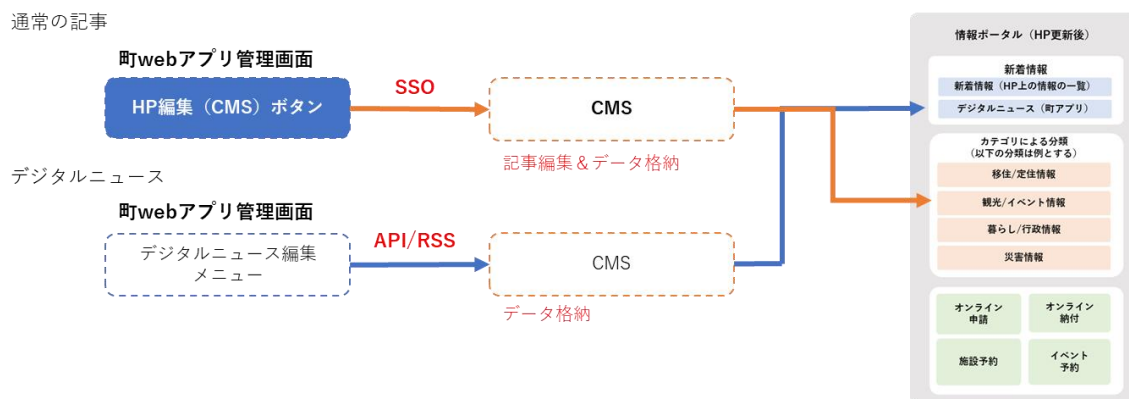 通常の記事
町webアプリ管理画面
HP編集（CMS）ボタン
SSO
CMS
記事編集＆データ格納
デジタルニュース
町webアプリ管理画面
デジタルニュース編集
メニュー
API/RSS
CMS
データ格納
情報ポータル（HP更新後）
新着情報
新着情報（HP上の情報の一覧）
デジタルニュース（町アプリ）
カテゴリによる分類
（以下の分類は例とする）
移住/定住情報
観光/イベント情報
暮らし/行政情報
災害情報
オンライン
申請
オンライン
納付
施設予約
イベント
予約